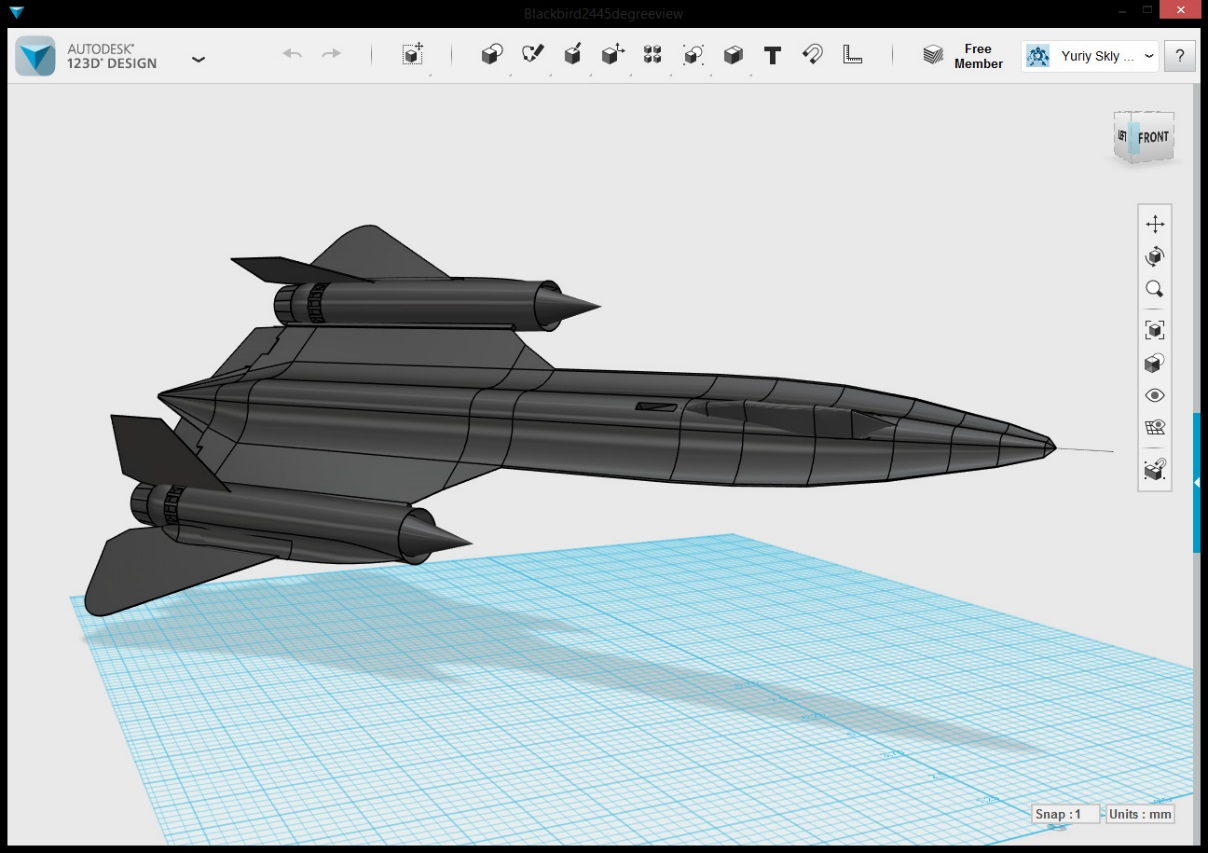 Blackbird2445degreeview
AUTODESK®
123D® DESIGN
Free
Member
Yuriy Skly ...
?
LEFT
FRONT
Snap : 1
Units : mm